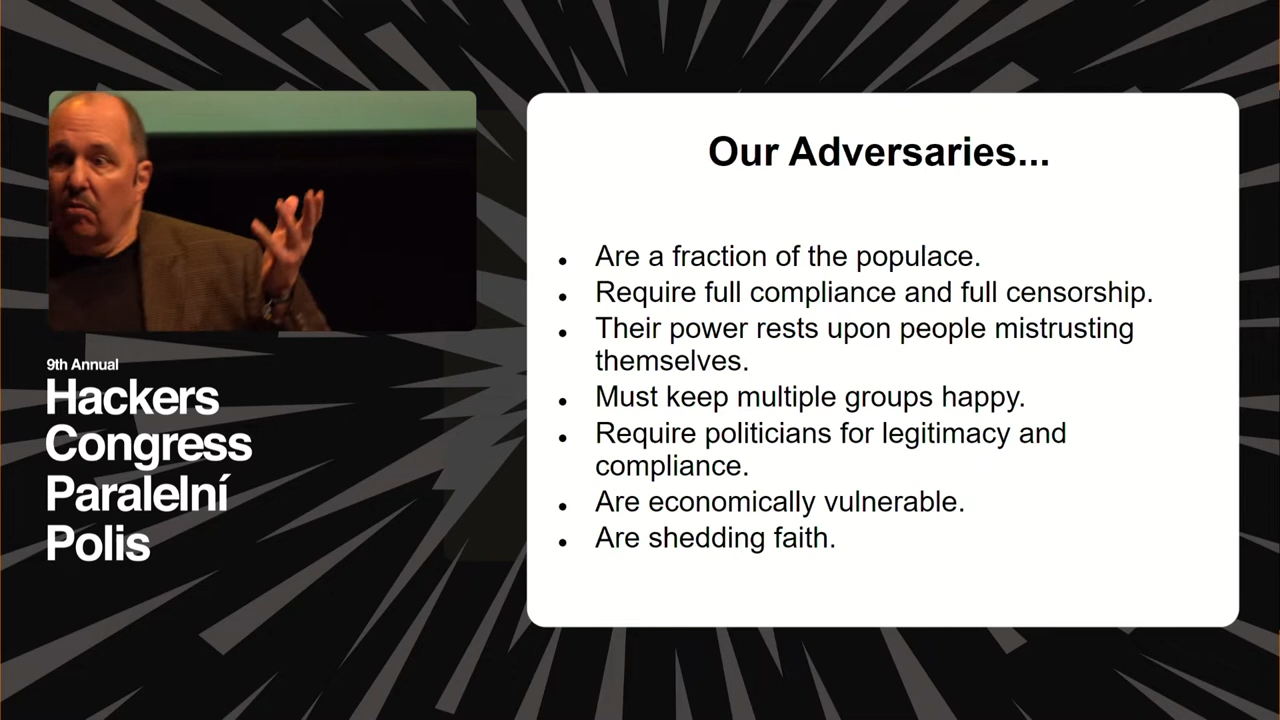 9th Annual
Hackers
Congress
Paralelní
Polis
Our Adversaries...
• Are a fraction of the populace.
• Require full compliance and full censorship.
• Their power rests upon people mistrusting
themselves.
• Must keep multiple groups happy.
• Require politicians for legitimacy and
compliance.
• Are economically vulnerable.
• Are shedding faith.